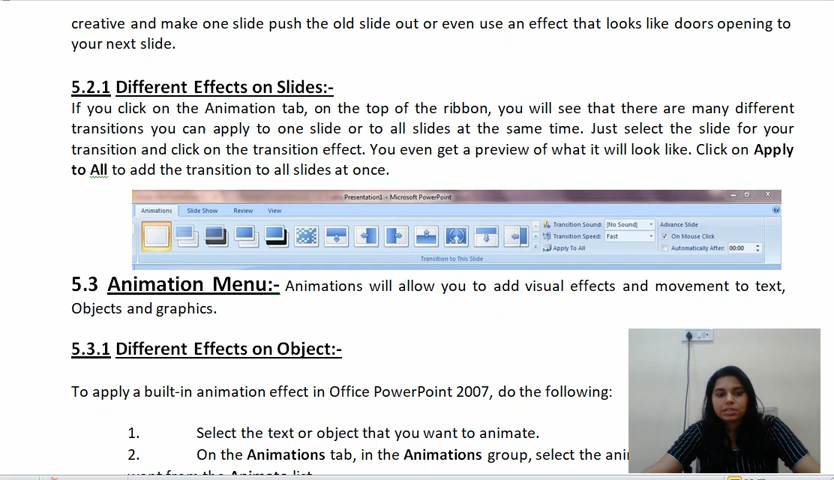 creative and make one slide push the old slide out or even use an effect that looks like doors opening to
your next slide.
5.2.1 Different Effects on Slides:-
If you click on the Animation tab, on the top of the ribbon, you will see that there are many different
transitions you can apply to one slide or to all slides at the same time. Just select the slide for your
transition and click on the transition effect. You even get a preview of what it will look like. Click on Apply
to All to add the transition to all slides at once.
Presentation1 - Microsoft PowerPoint
Animations Slide Show Review View
Transition Sound: [No Sound] Advance Slide
Transition Speed: Fast On Mouse Click
Apply To All Automatically After: 00:00
Transition to This Slide
5.3 Animation Menu:- Animations will allow you to add visual effects and movement to text,
Objects and graphics.
5.3.1 Different Effects on Object:-
To apply a built-in animation effect in Office PowerPoint 2007, do the following:
1. Select the text or object that you want to animate.
2. On the Animations tab, in the Animations group, select the
want from the Animate list